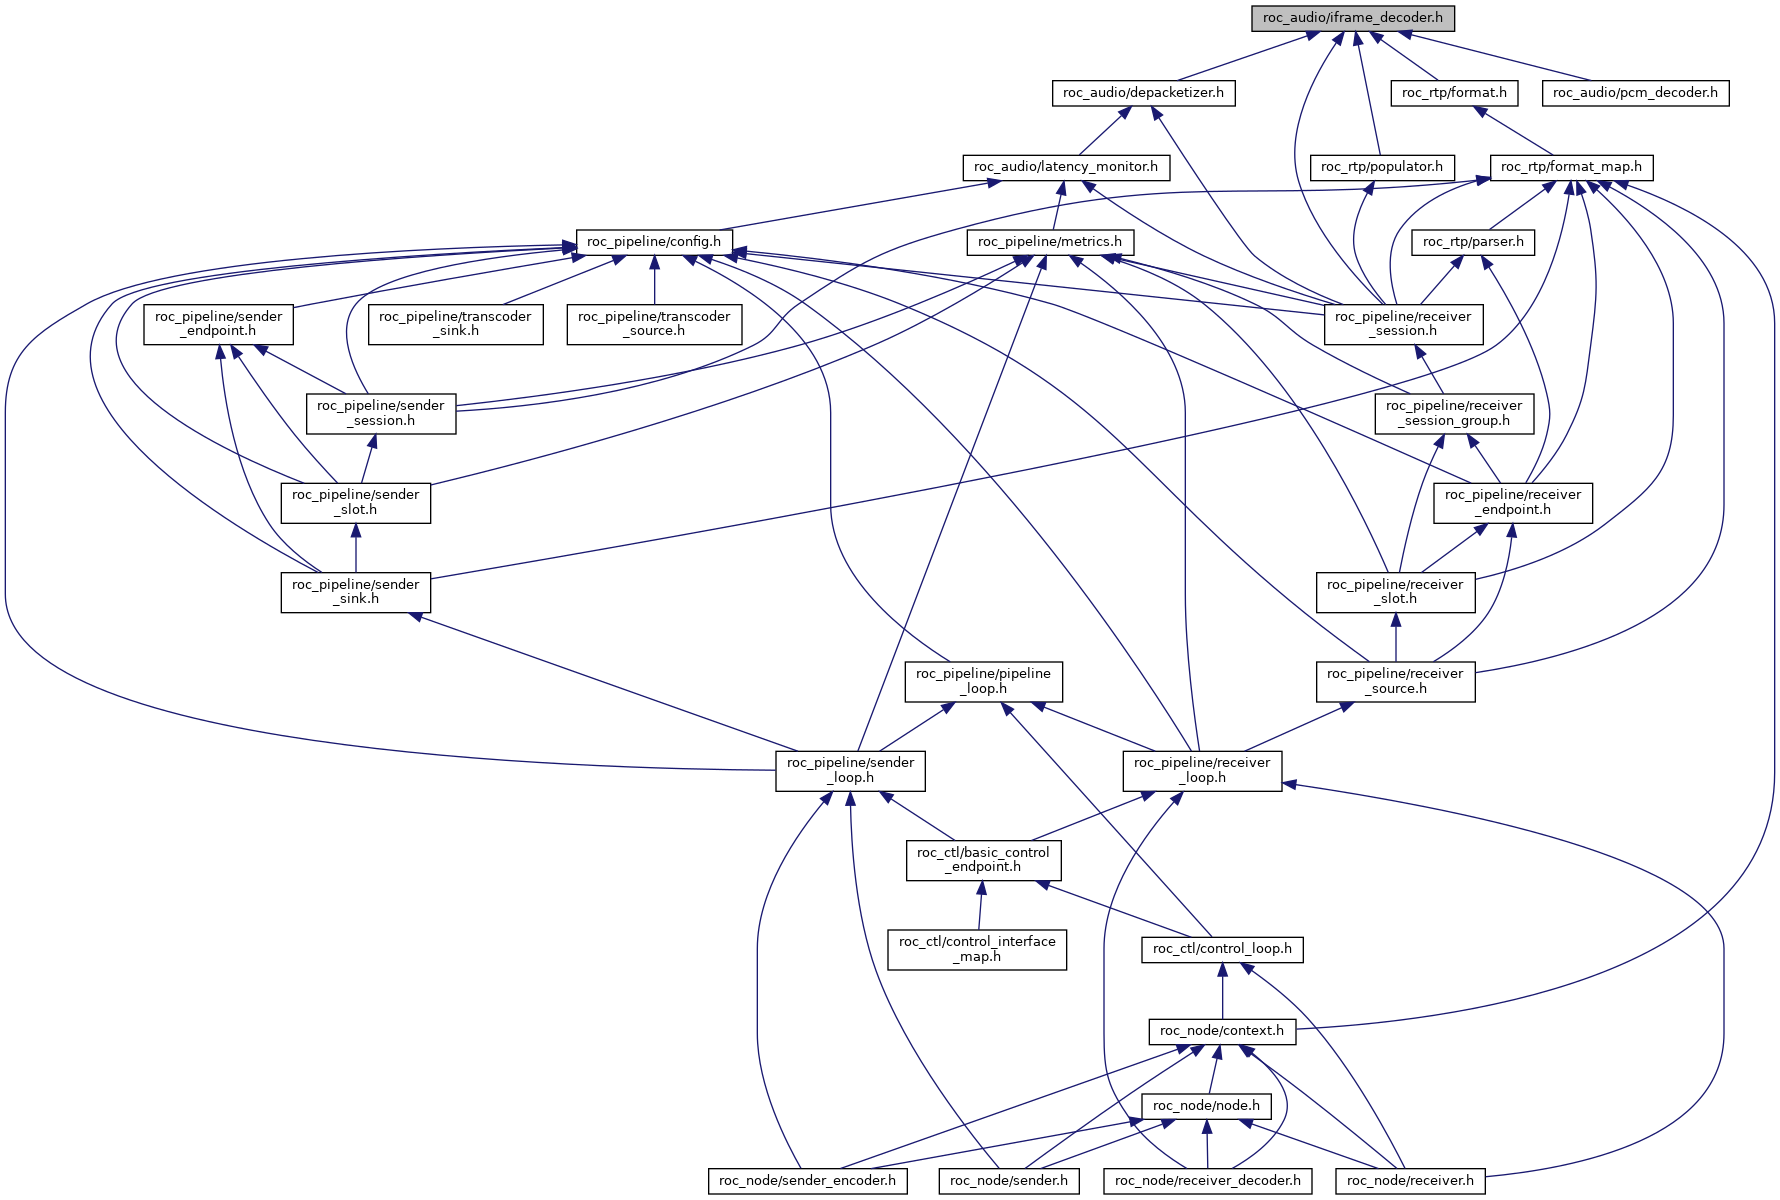 roc_audio/iframe_decoder.h
roc_audio/depacketizer.h
roc_rtp/format.h
roc_audio/pcm_decoder.h
roc_audio/latency_monitor.h
roc_rtp/populator.h
roc_rtp/format_map.h
roc_pipeline/config.h
roc_pipeline/metrics.h
roc_rtp/parser.h
roc_pipeline/sender
_endpoint.h
roc_pipeline/transcoder
_sink.h
roc_pipeline/transcoder
_source.h
roc_pipeline/receiver
_session.h
roc_pipeline/sender
_session.h
roc_pipeline/receiver
_session_group.h
roc_pipeline/sender
_slot.h
roc_pipeline/receiver
_endpoint.h
roc_pipeline/sender
_sink.h
roc_pipeline/receiver
_slot.h
roc_pipeline/pipeline
_loop.h
roc_pipeline/receiver
_source.h
roc_pipeline/sender
_loop.h
roc_pipeline/receiver
_loop.h
roc_ctl/basic_control
_endpoint.h
roc_ctl/control_interface
_map.h
roc_ctl/control_loop.h
roc_node/context.h
roc_node/node.h
roc_node/sender_encoder.h
roc_node/sender.h
roc_node/receiver_decoder.h
roc_node/receiver.h